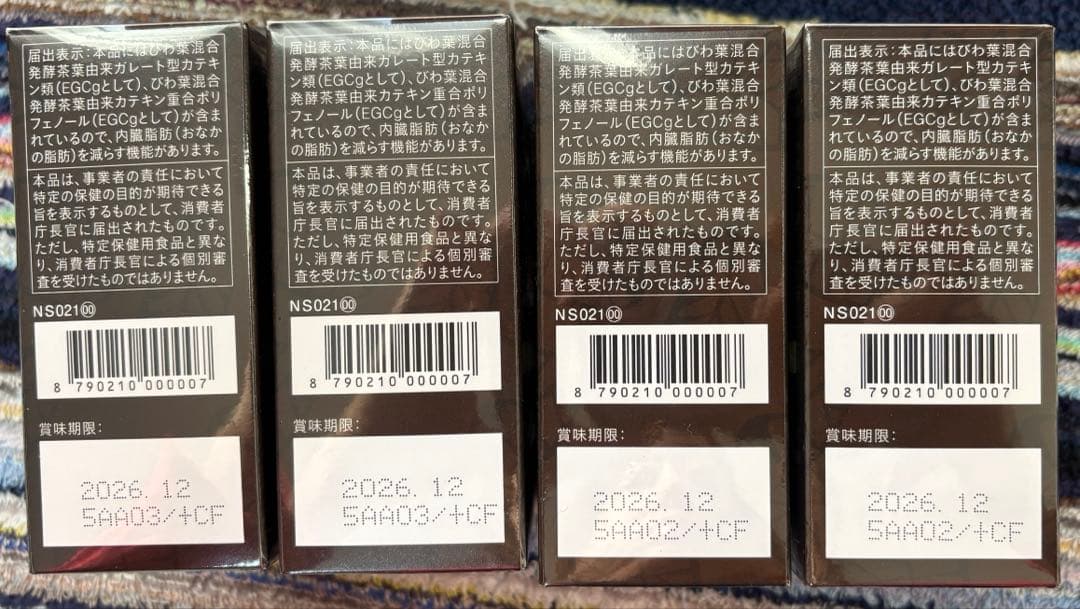 届出表示：本品にはびわ葉混合
発酵茶葉由来ガレート型カテキ
ン類（EGCgとして）、びわ葉混合
発酵茶葉由来カテキン重合ポリ
フェノール（EGCgとして）が含ま
れているので、内臓脂肪（おなか
の脂肪）を減らす機能があります。
本品は、事業者の責任において
特定の保健の目的が期待できる
旨を表示するものとして、消費者
庁長官に届出されたものです。
ただし、特定保健用食品と異な
り、消費者庁長官による個別審
査を受けたものではありません。
NS021⓪⓪
8 790210 000007
賞味期限：
2026. 12
5AA03/+CF
届出表示：本品にはびわ葉混合
発酵茶葉由来ガレート型カテキ
ン類（EGCgとして）、びわ葉混合
発酵茶葉由来カテキン重合ポリ
フェノール（EGCgとして）が含ま
れているので、内臓脂肪（おなか
の脂肪）を減らす機能があります。
本品は、事業者の責任において
特定の保健の目的が期待できる
旨を表示するものとして、消費者
庁長官に届出されたものです。
ただし、特定保健用食品と異な
り、消費者庁長官による個別審
査を受けたものではありません。
NS021⓪⓪
8 790210 000007
賞味期限：
2026. 12
5AA03/+CF
届出表示：本品にはびわ葉混合
発酵茶葉由来ガレート型カテキ
ン類（EGCgとして）、びわ葉混合
発酵茶葉由来カテキン重合ポリ
フェノール（EGCgとして）が含ま
れているので、内臓脂肪（おなか
の脂肪）を減らす機能があります。
本品は、事業者の責任において
特定の保健の目的が期待できる
旨を表示するものとして、消費者
庁長官に届出されたものです。
ただし、特定保健用食品と異な
り、消費者庁長官による個別審
査を受けたものではありません。
NS021⓪⓪
8 790210 000007
賞味期限：
2026. 12
5AA02/+CF
届出表示：本品にはびわ葉混合
発酵茶葉由来ガレート型カテキ
ン類（EGCgとして）、びわ葉混合
発酵茶葉由来カテキン重合ポリ
フェノール（EGCgとして）が含ま
れているので、内臓脂肪（おなか
の脂肪）を減らす機能があります。
本品は、事業者の責任において
特定の保健の目的が期待できる
旨を表示するものとして、消費者
庁長官に届出されたものです。
ただし、特定保健用食品と異な
り、消費者庁長官による個別審
査を受けたものではありません。
NS021⓪⓪
8 790210 000007
賞味期限：
2026. 12
5AA02/+CF